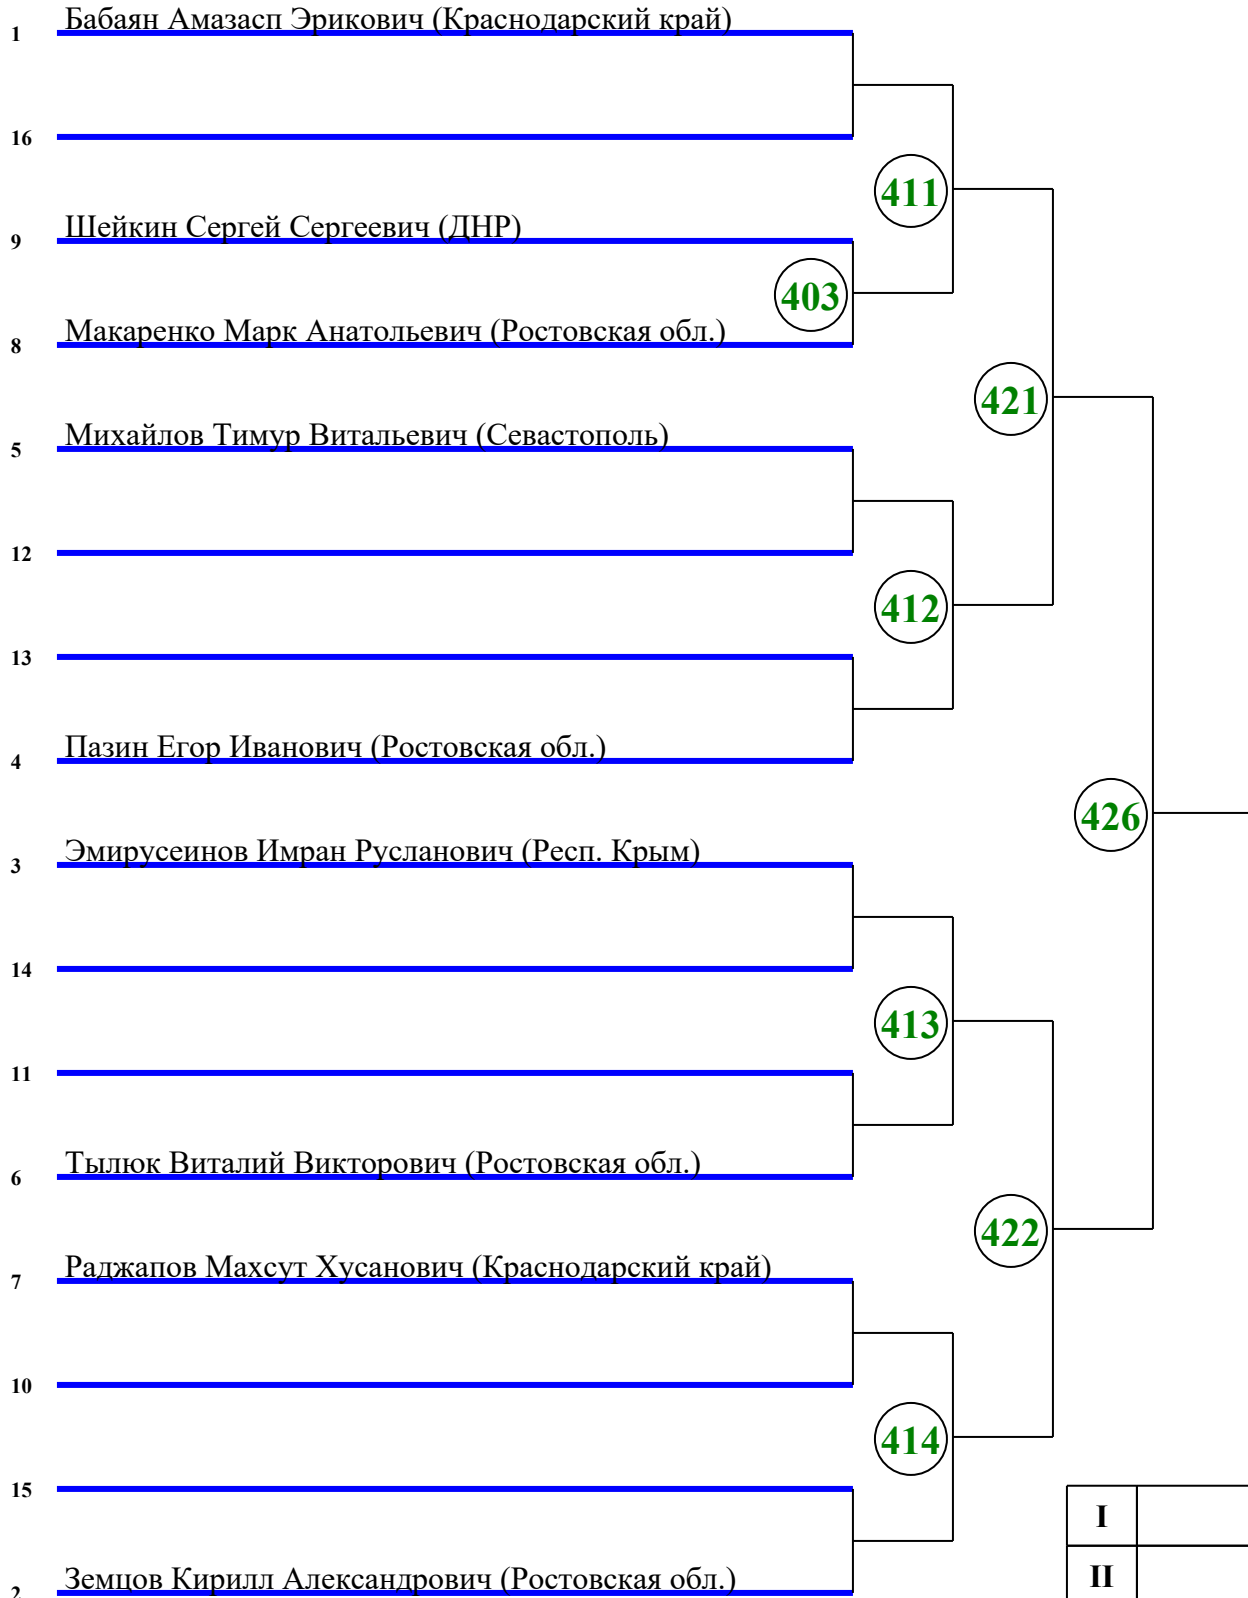 1 Бабаян Амазасп Эрикович (Краснодарский край)
16
411
9 Шейкин Сергей Сергеевич (ДНР)
403
8 Макаренко Марк Анатольевич (Ростовская обл.)
421
5 Михайлов Тимур Витальевич (Севастополь)
12
412
13
4 Пазин Егор Иванович (Ростовская обл.)
426
3 Эмирусеинов Имран Русланович (Респ. Крым)
14
413
11
6 Тылюк Виталий Викторович (Ростовская обл.)
422
7 Раджапов Махсут Хусанович (Краснодарский край)
10
414
15
I
II
2 Земцов Кирилл Александрович (Ростовская обл.)